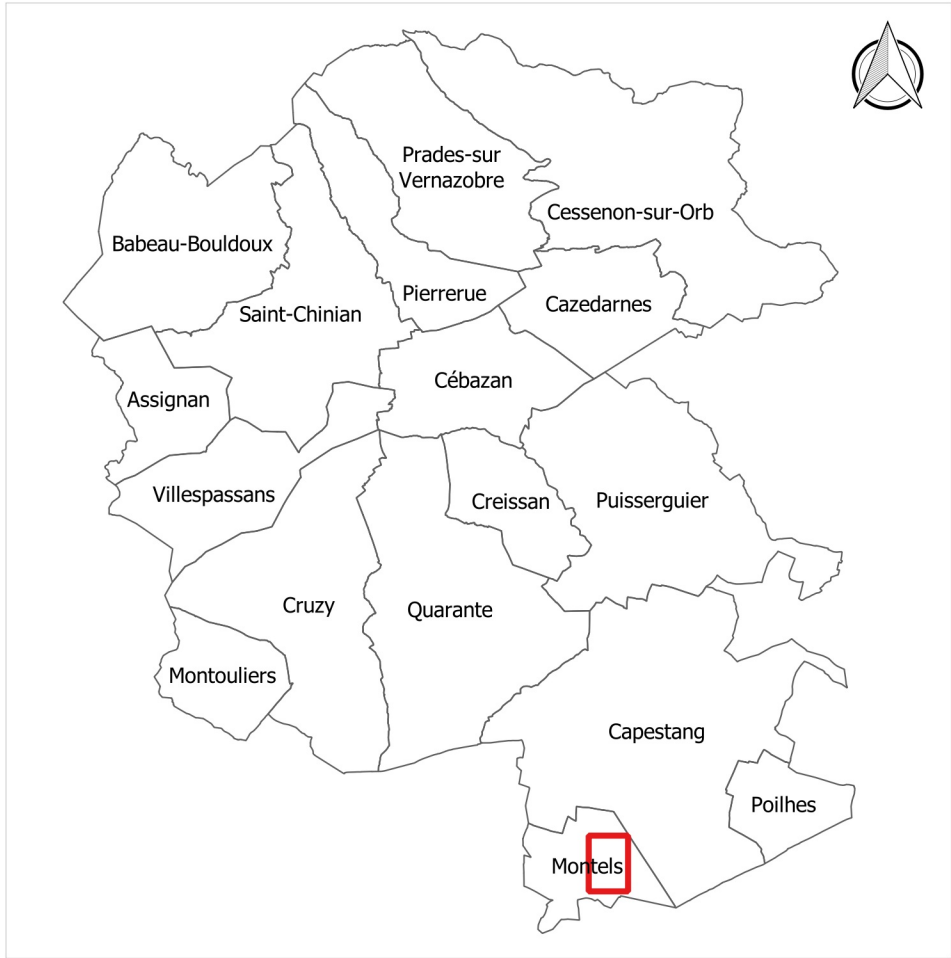 Prades-sur
Vernazobre
Cessenon-sur-Orb
Babeau-Bouldoux
Pierrerue
Cazedarnes
Saint-Chinian
Cébazan
Assignan
Villespassans
Creissan
Puisserguier
Cruzy
Quarante
Montouliers
Capestang
Poilhes
Montels